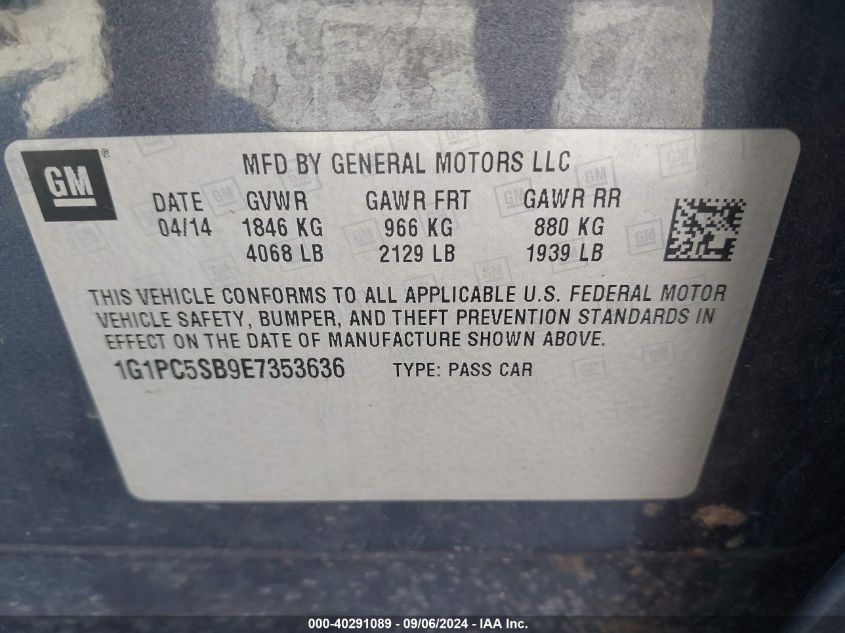 GM®
MFD BY GENERAL MOTORS LLC
DATE GVWR GAWR FRT GAWR RR
04/14 1846 KG 966 KG 880 KG
4068 LB 2129 LB 1939 LB
THIS VEHICLE CONFORMS TO ALL APPLICABLE U.S. FEDERAL MOTOR
VEHICLE SAFETY, BUMPER, AND THEFT PREVENTION STANDARDS IN
EFFECT ON THE DATE OF MANUFACTURE SHOWN ABOVE.
1G1PC5SB9E7353636 TYPE: PASS CAR
000-40291089 - 09/06/2024 - IAA Inc.